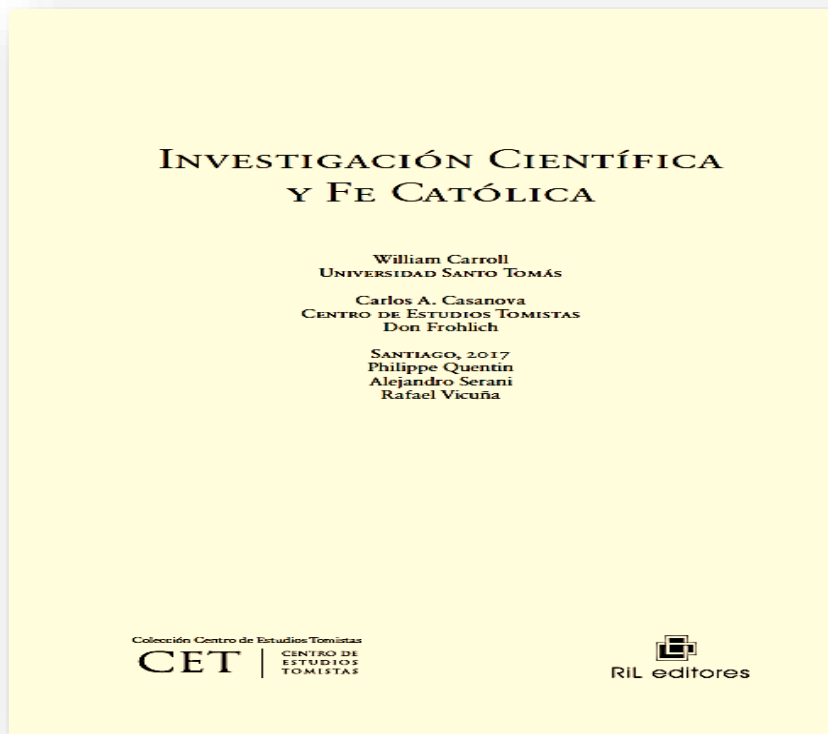 INVESTIGACIÓN CIENTÍFICA
Y FE CATÓLICA
William Carroll
UNIVERSIDAD SANTO TOMÁS
Carlos A. Casanova
CENTRO DE ESTUDIOS TOMISTAS
Don Frohlich
SANTIAGO, 2017
Philippe Quentin
Alejandro Serani
Rafael Vicuña
Colección Centro de Estudios Tomistas
CET
CENTRO DE
ESTUDIOS
TOMISTAS
RiL editores